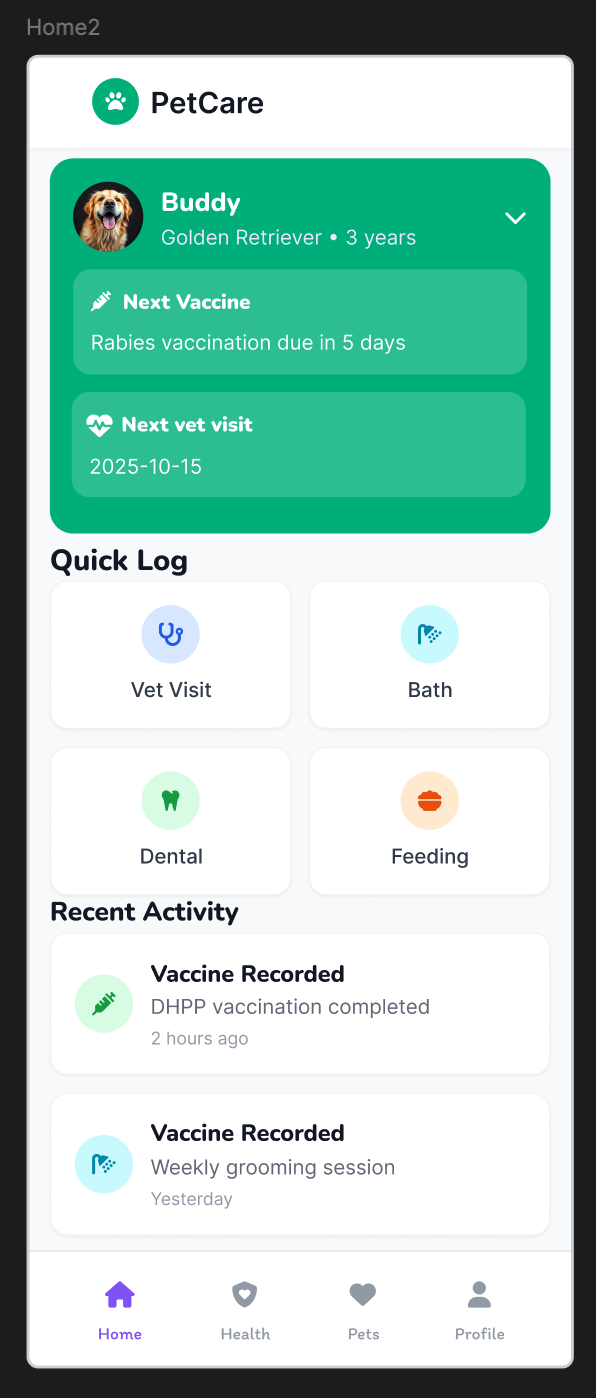 Home2
PetCare
Buddy
Golden Retriever • 3 years
Next Vaccine
Rabies vaccination due in 5 days
Next vet visit
2025-10-15
Quick Log
Vet Visit
Bath
Dental
Feeding
Recent Activity
Vaccine Recorded
DHPP vaccination completed
2 hours ago
Vaccine Recorded
Weekly grooming session
Yesterday
Home
Health
Pets
Profile